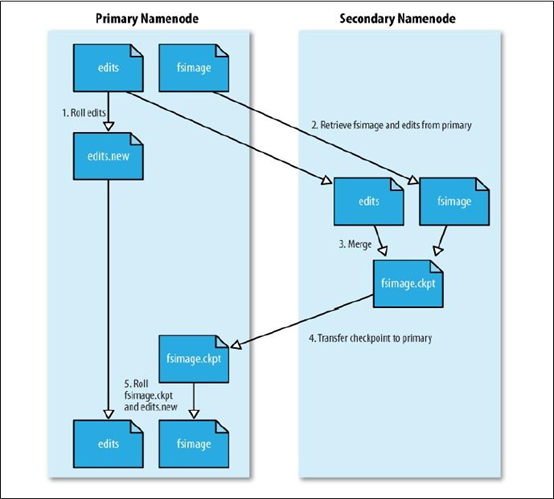 Primary Namenode
Secondary Namenode
edits
fsimage
1. Roll edits
2. Retrieve fsimage and edits from primary
edits.new
edits
fsimage
3. Merge
fsimage.ckpt
4. Transfer checkpoint to primary
fsimage.ckpt
5. Roll
fsimage.ckpt
and edits.new
edits
fsimage